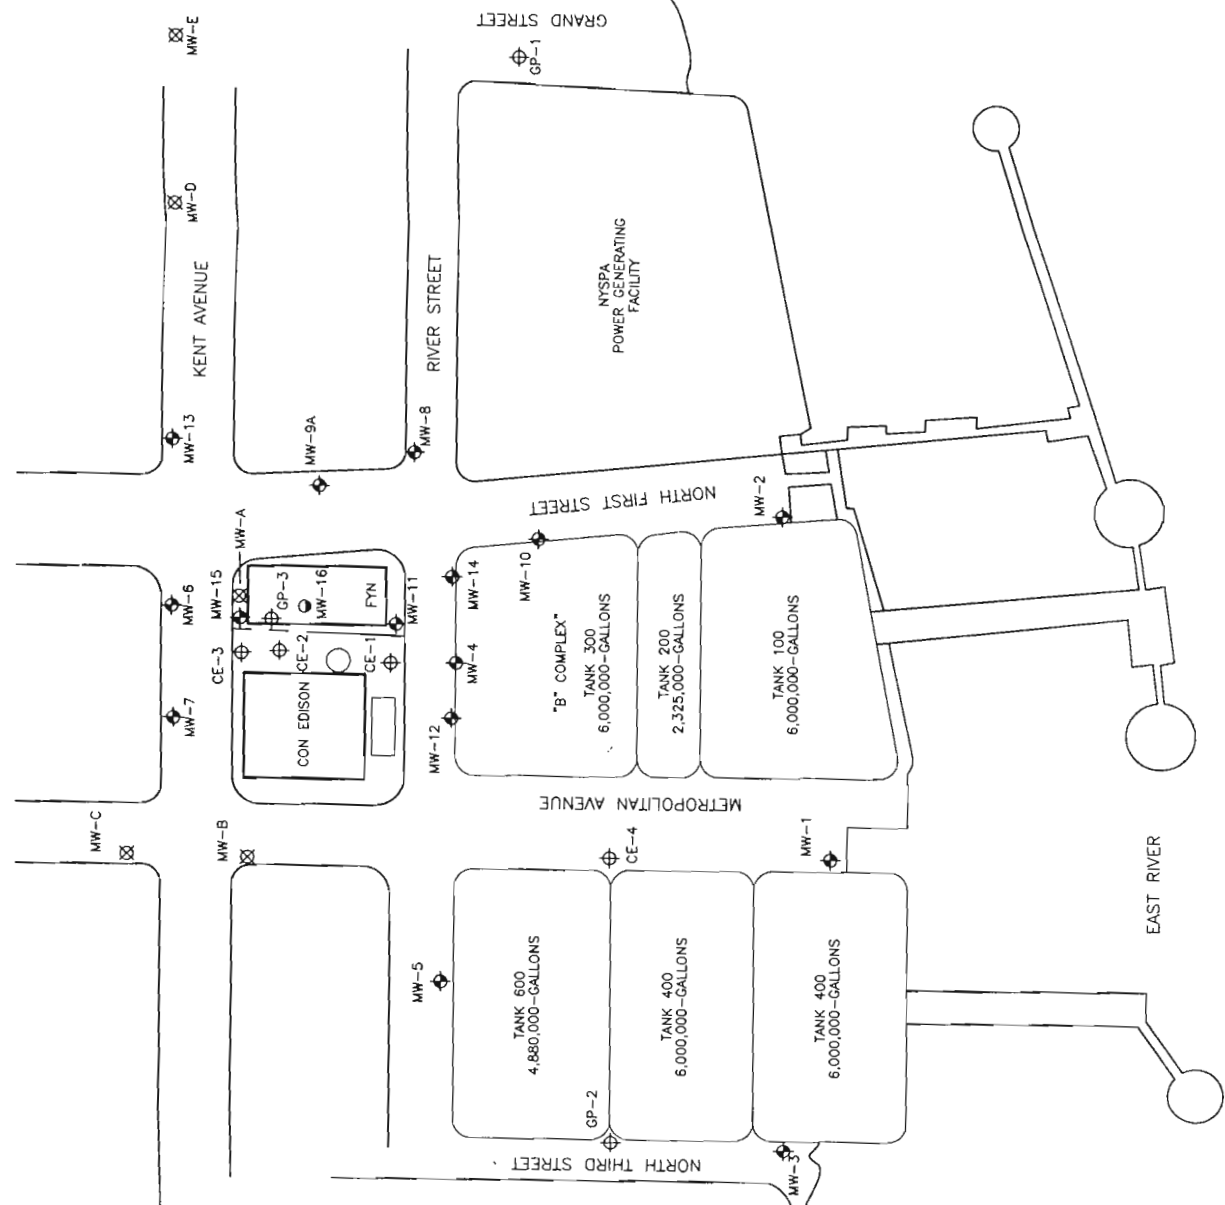 GRAND STREET
MW-E
GP-1
MW-D
KENT AVENUE
RIVER STREET
NYSPA
POWER GENERATING
FACILITY
MW-13
MW-9A
MW-8
NORTH FIRST STREET
MW-2
MW-A
MW-10
MW-14
MW-6
MW-15
GP-3
MW-16
FYN
MW-11
CE-3
CE-2
CE-1
MW-4
MW-7
CON EDISON
MW-12
"B" COMPLEX"
TANK 300
6,000,000-GALLONS
TANK 200
2,325,000-GALLONS
TANK 100
6,000,000-GALLONS
METROPOLITAN AVENUE
MW-C
MW-B
CE-4
MW-1
EAST RIVER
MW-5
TANK 600
4,880,000-GALLONS
TANK 400
6,000,000-GALLONS
TANK 400
6,000,000-GALLONS
GP-2
NORTH THIRD STREET
MW-3